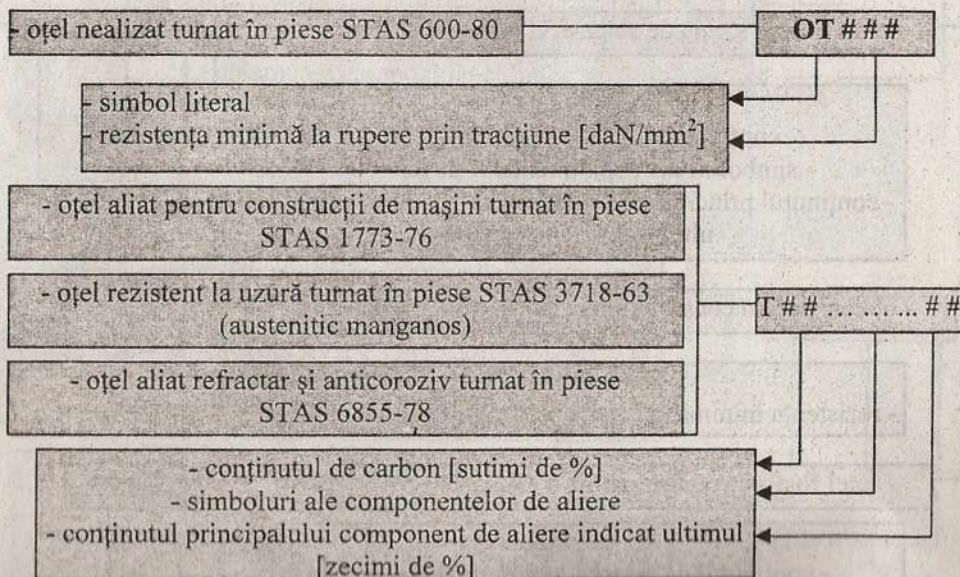 - oțel nealizat turnat în piese STAS 600-80
OT # # #
- simbol literal
- rezistența minimă la rupere prin tracțiune [daN/mm²]
- oțel aliat pentru construcții de mașini turnat în piese
STAS 1773-76
- oțel rezistent la uzură turnat în piese STAS 3718-63
(austenitic manganos)
T # # ... ... ... # #
- oțel aliat refractar și anticoroziv turnat în piese
STAS 6855-78
- conținutul de carbon [sutimi de %]
- simboluri ale componentelor de aliere
- conținutul principalului component de aliere indicat ultimul
[zecimi de %]